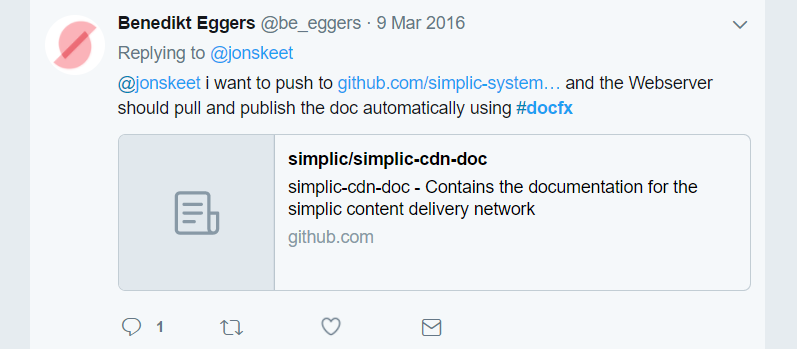 Benedikt Eggers @be_eggers · 9 Mar 2016
Replying to @jonskeet
@jonskeet i want to push to github.com/simplic-system… and the Webserver
should pull and publish the doc automatically using #docfx
simplic/simplic-cdn-doc
simplic-cdn-doc - Contains the documentation for the
simplic content delivery network
github.com
1